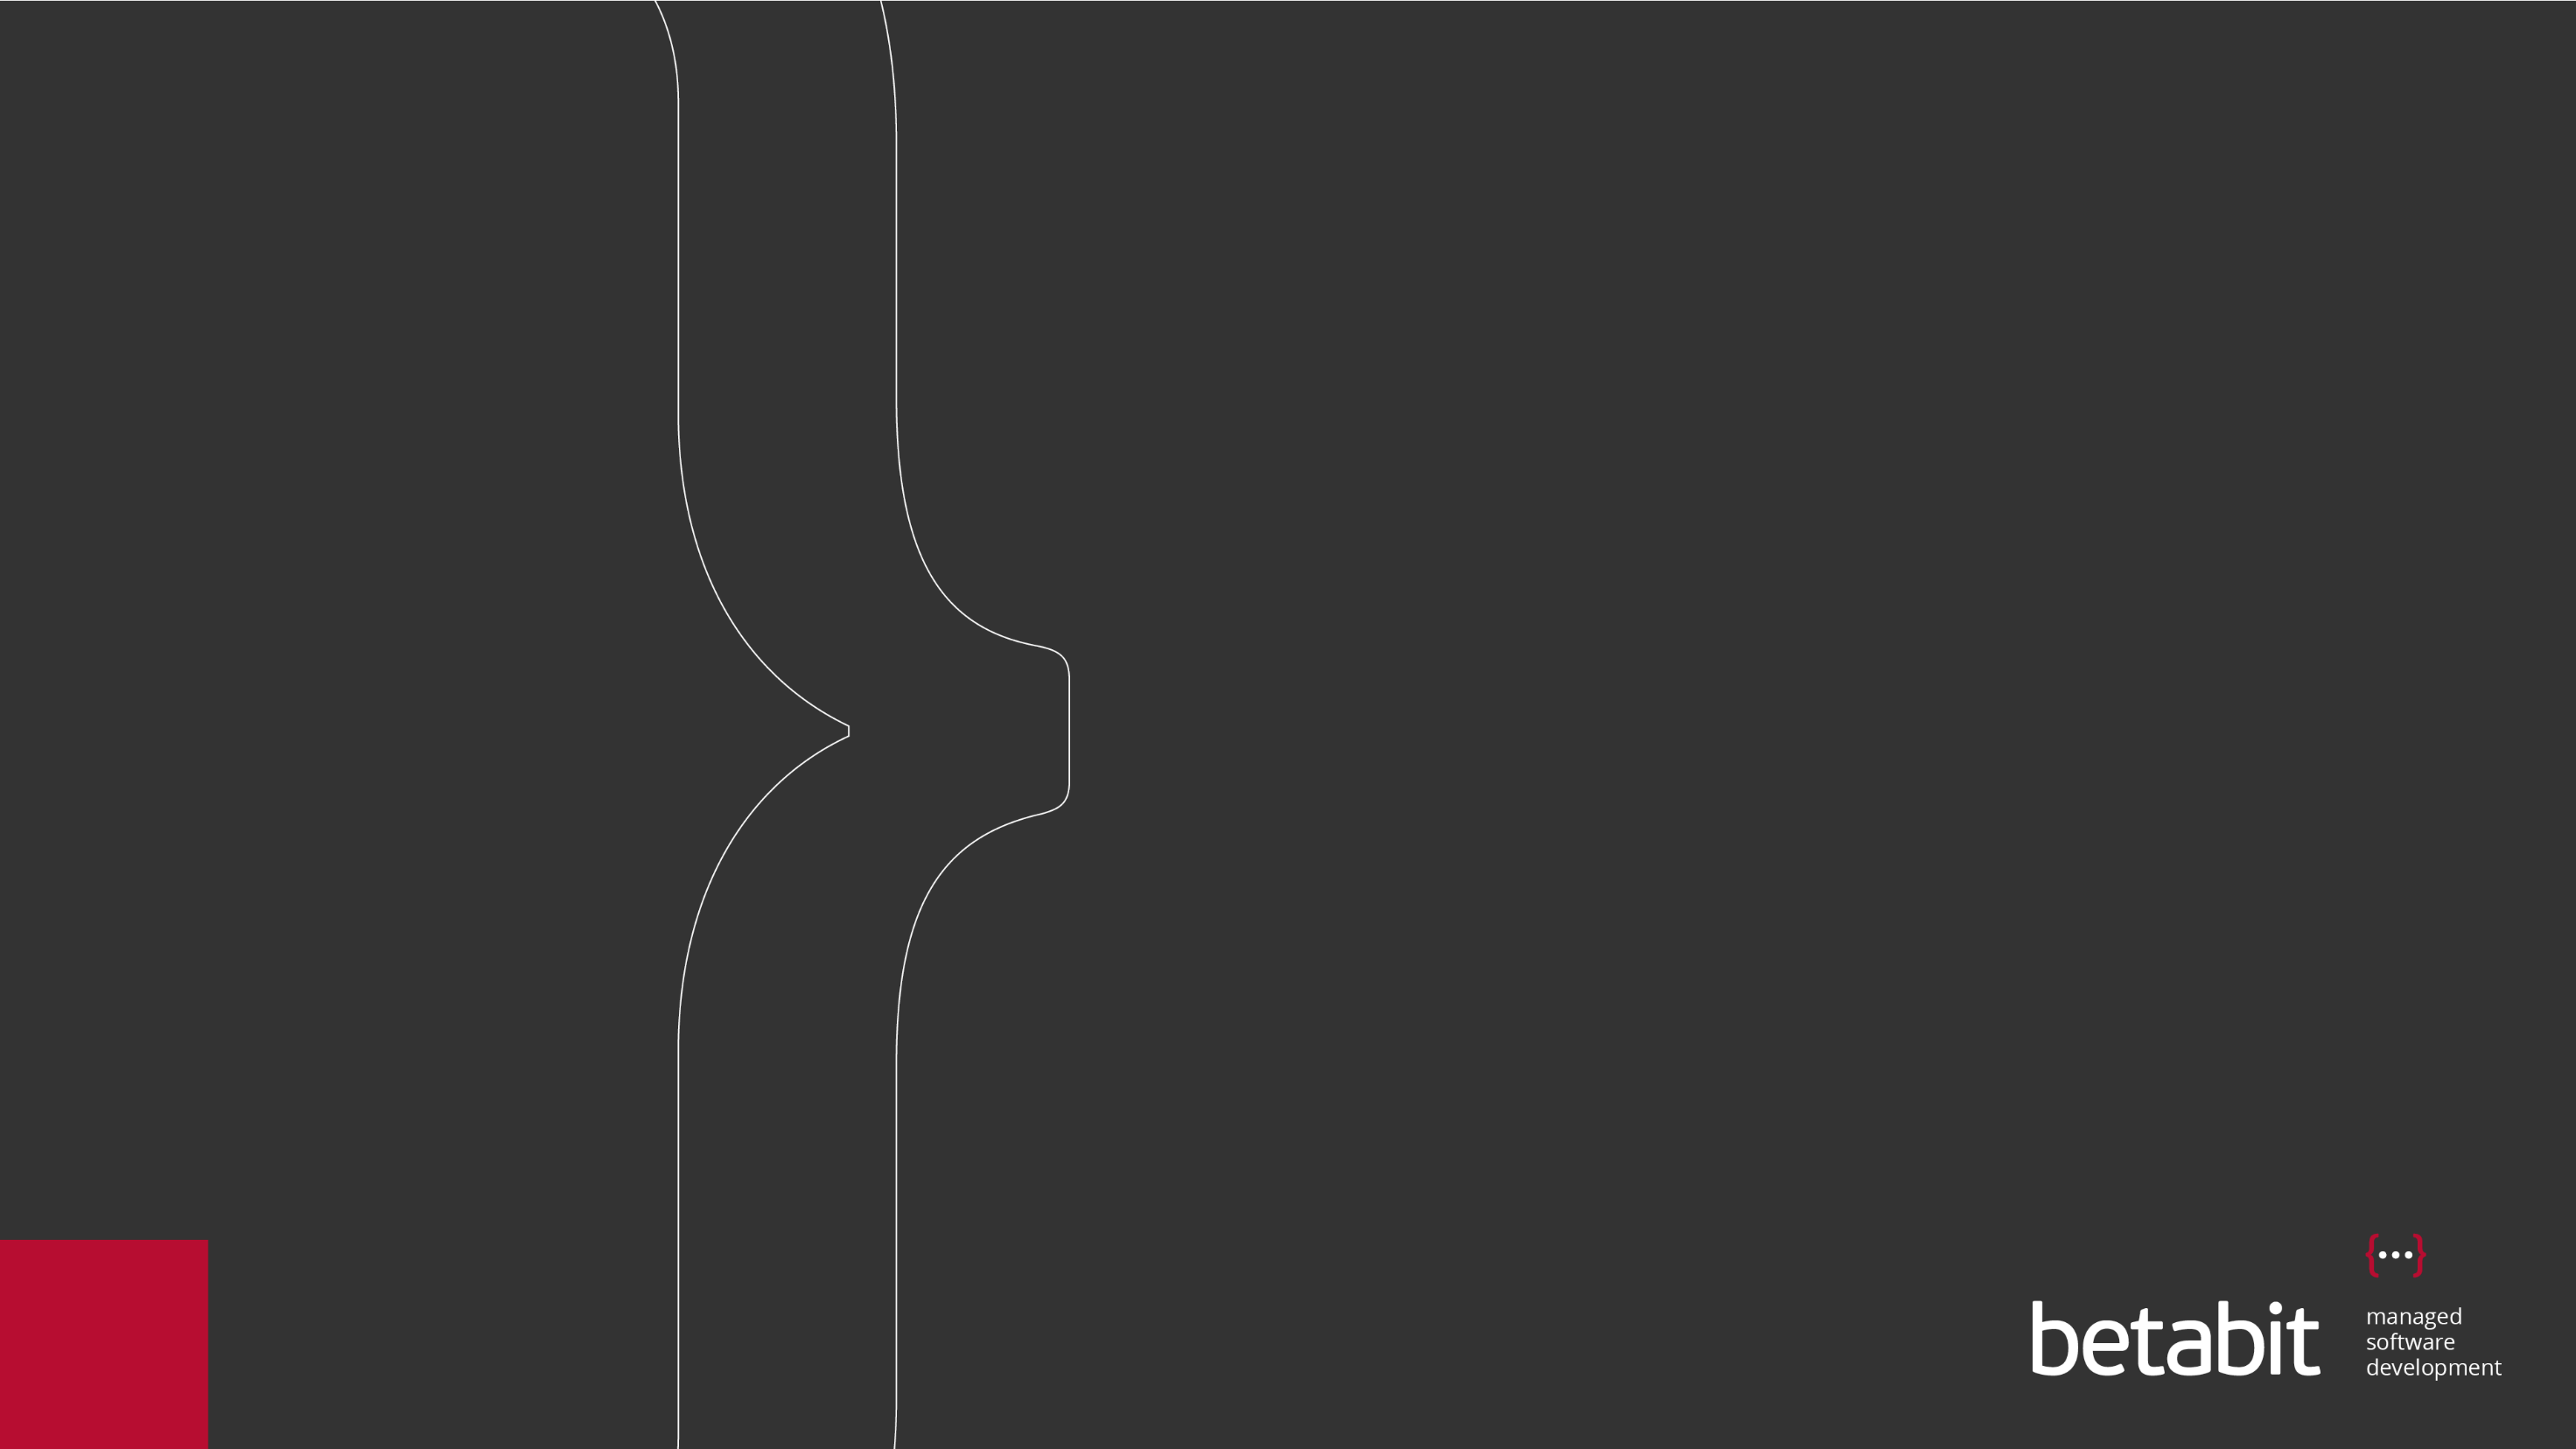 {...}
betabit
managed
software
development